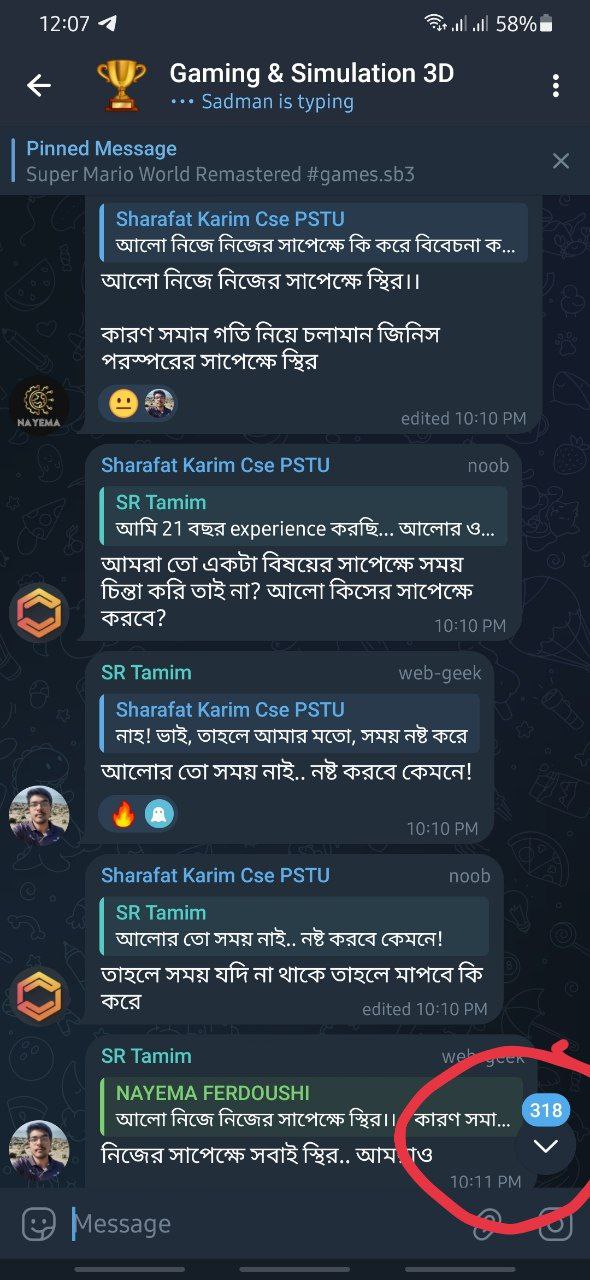 12:07
58%
Gaming & Simulation 3D
Sadman is typing
Pinned Message
Super Mario World Remastered #games.sb3
Sharafat Karim Cse PSTU
আলো নিজে নিজের সাপেক্ষে কি করে বিবেচনা ক...
আলো নিজে নিজের সাপেক্ষে স্থির।।
কারণ সমান গতি নিয়ে চলামান জিনিস
পরস্পরের সাপেক্ষে স্থির
NAYEMA
edited 10:10 PM
Sharafat Karim Cse PSTU noob
SR Tamim
আমি 21 বছর experience করছি... আলোর ও...
আমরা তো একটা বিষয়ের সাপেক্ষে সময়
চিন্তা করি তাই না? আলো কিসের সাপেক্ষে
করবে?
10:10 PM
SR Tamim web-geek
Sharafat Karim Cse PSTU
নাহ! ভাই, তাহলে আমার মতো, সময় নষ্ট করে
আলোর তো সময় নাই.. নষ্ট করবে কেমনে!
10:10 PM
Sharafat Karim Cse PSTU noob
SR Tamim
আলোর তো সময় নাই.. নষ্ট করবে কেমনে!
তাহলে সময় যদি না থাকে তাহলে মাপবে কি
করে
edited 10:10 PM
SR Tamim web-geek
NAYEMA FERDOUSHI
আলো নিজে নিজের সাপেক্ষে স্থির।। কারণ সমা...
318
নিজের সাপেক্ষে সবাই স্থির.. আমরাও
10:11 PM
Message